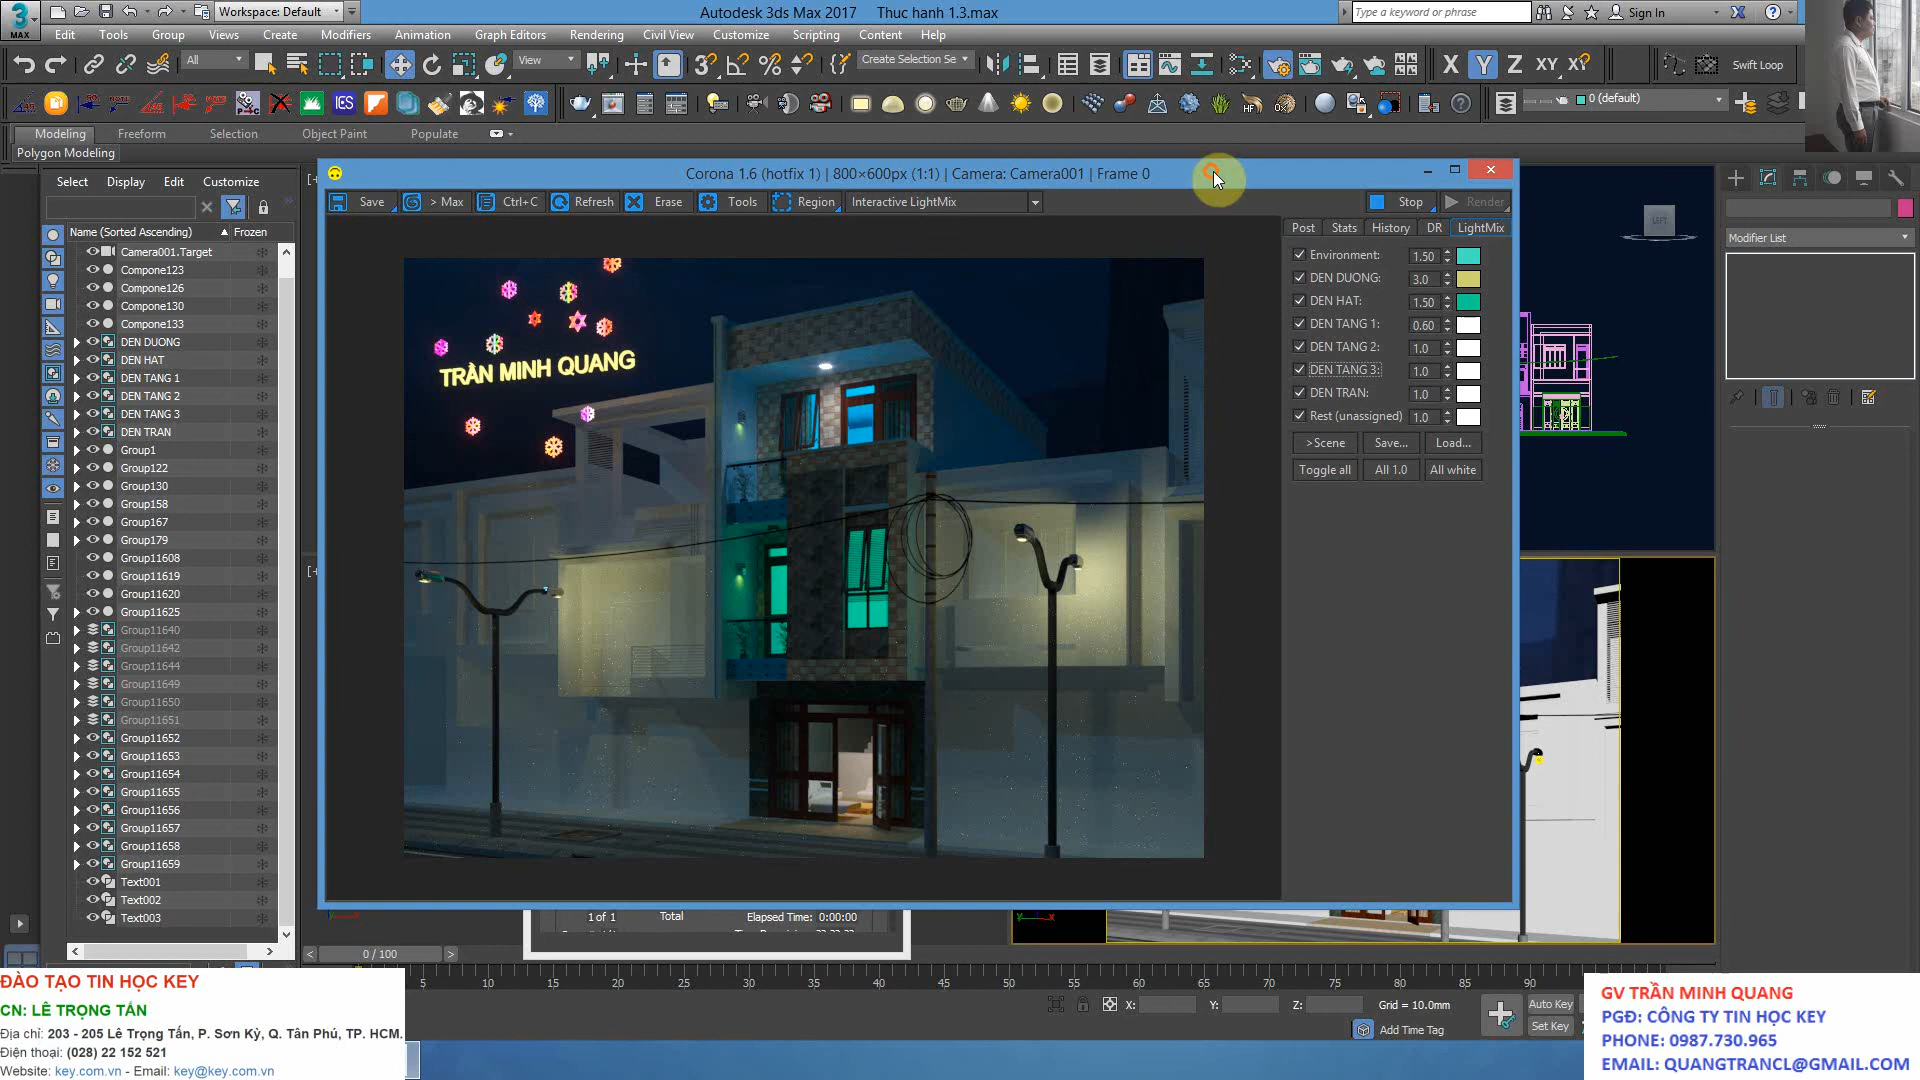 Workspace: Default
Autodesk 3ds Max 2017 Thuc hanh 1.3.max
Type a keyword or phrase
Sign In
MAX
Edit Tools Group Views Create Modifiers Animation Graph Editors Rendering Civil View Customize Scripting Content Help
All
View
Create Selection Se
X Y Z XY XY
Swift Loop
IES
HF
0 (default)
Modeling Freeform Selection Object Paint Populate
Polygon Modeling
Select Display Edit Customize
Name (Sorted Ascending) Frozen
Camera001.Target
Compone123
Compone126
Compone130
Compone133
DEN DUONG
DEN HAT
DEN TANG 1
DEN TANG 2
DEN TANG 3
DEN TRAN
Group1
Group122
Group130
Group158
Group167
Group179
Group11608
Group11619
Group11620
Group11625
Group11640
Group11642
Group11644
Group11649
Group11650
Group11651
Group11652
Group11653
Group11654
Group11655
Group11656
Group11657
Group11658
Group11659
Text001
Text002
Text003
Corona 1.6 (hotfix 1) | 800×600px (1:1) | Camera: Camera001 | Frame 0
Save > Max Ctrl+C Refresh Erase Tools Region Interactive LightMix Stop Render
Post Stats History DR LightMix
Environment: 1.50
DEN DUONG: 3.0
DEN HAT: 1.50
DEN TANG 1: 0.60
DEN TANG 2: 1.0
DEN TANG 3: 1.0
DEN TRAN: 1.0
Rest (unassigned) 1.0
>Scene Save... Load...
Toggle all All 1.0 All white
TRẦN MINH QUANG
LEFT
Modifier List
1 of 1 Total Elapsed Time: 0:00:00
0 / 100
5 10 15 20 25 30 35 40 45 50 55 60 65 70 75 80 85 90
X: Y: Z: Grid = 10.0mm
Add Time Tag
Auto Key
Set Key
ĐÀO TẠO TIN HỌC KEY
CN: LÊ TRỌNG TẤN
Địa chỉ: 203 - 205 Lê Trọng Tấn, P. Sơn Kỳ, Q. Tân Phú, TP. HCM.
Điện thoại: (028) 22 152 521
Website: key.com.vn - Email: key@key.com.vn
GV TRẦN MINH QUANG
PGĐ: CÔNG TY TIN HỌC KEY
PHONE: 0987.730.965
EMAIL: QUANGTRANCL@GMAIL.COM